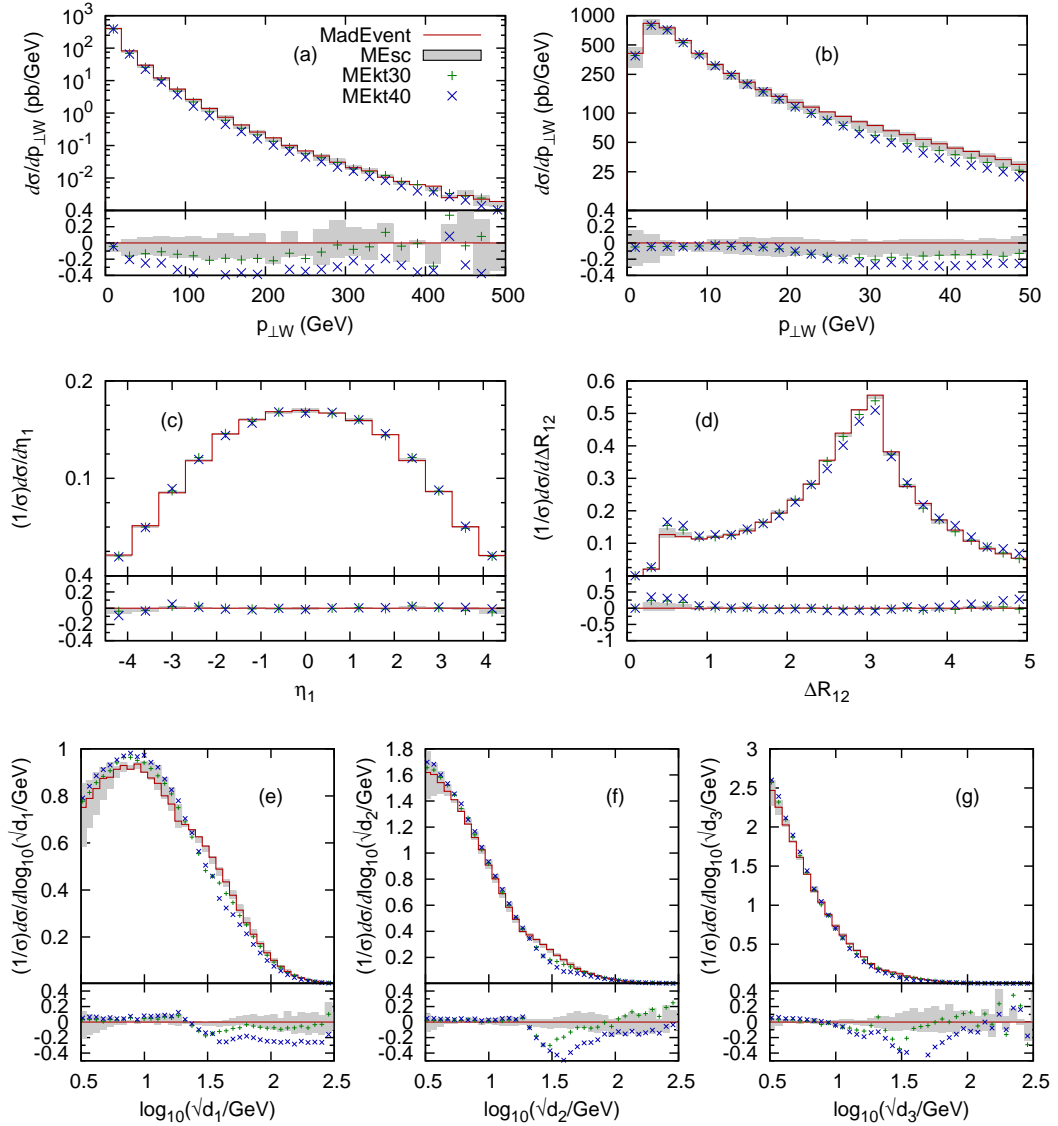 dσ/dp⊥W (pb/GeV)
10³
10²
10¹
10⁰
10⁻¹
10⁻²
(a)
MadEvent
MEsc
MEkt30
MEkt40
0.4
0.2
0
-0.2
-0.4
0 100 200 300 400 500
p⊥W (GeV)
dσ/dp⊥W (pb/GeV)
1000
500
250
100
50
25
(b)
0.4
0.2
0
-0.2
-0.4
0 10 20 30 40 50
p⊥W (GeV)
(1/σ)dσ/dη₁
0.2
0.1
(c)
0.4
0.2
0
-0.2
-0.4
-4 -3 -2 -1 0 1 2 3 4
η₁
(1/σ)dσ/dΔR₁₂
0.6
0.5
0.4
0.3
0.2
0.1
(d)
1
0.5
0
-0.5
-1
0 1 2 3 4 5
ΔR₁₂
(1/σ)dσ/dlog₁₀(√d₁/GeV)
1
0.8
0.6
0.4
0.2
(e)
0.4
0.2
0
-0.2
-0.4
0.5 1 1.5 2 2.5
log₁₀(√d₁/GeV)
(1/σ)dσ/dlog₁₀(√d₂/GeV)
1.8
1.6
1.4
1.2
1
0.8
0.6
0.4
0.2
0
(f)
0.4
0.2
0
-0.2
-0.4
0.5 1 1.5 2 2.5
log₁₀(√d₂/GeV)
(1/σ)dσ/dlog₁₀(√d₃/GeV)
3
2.5
2
1.5
1
0.5
(g)
0.4
0.2
0
-0.2
-0.4
0.5 1 1.5 2 2.5
log₁₀(√d₃/GeV)